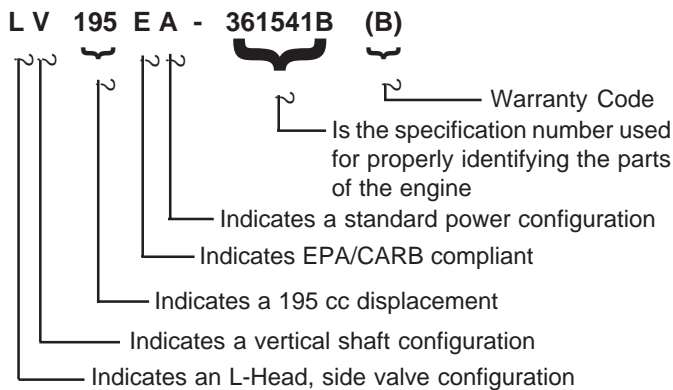 L V 195 E A - 361541B (B)
Warranty Code
Is the specification number used
for properly identifying the parts
of the engine
Indicates a standard power configuration
Indicates EPA/CARB compliant
Indicates a 195 cc displacement
Indicates a vertical shaft configuration
Indicates an L-Head, side valve configuration